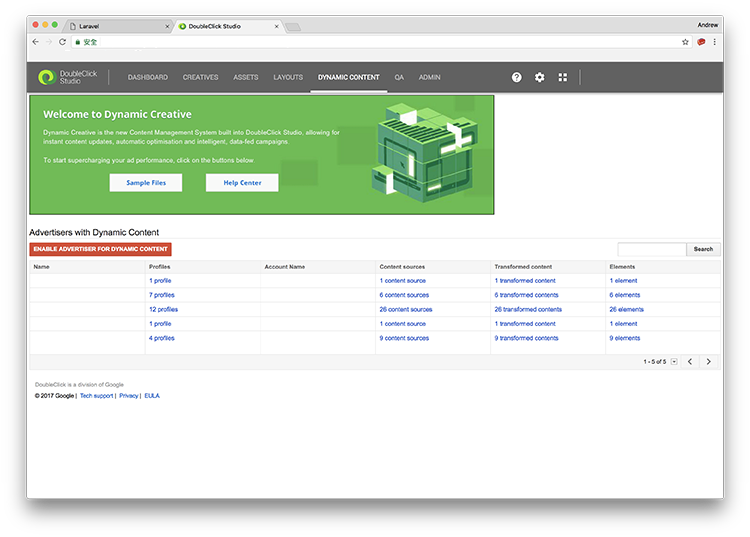 Laravel
DoubleClick Studio
Andrew
安全
DoubleClick
Studio
DASHBOARD CREATIVES ASSETS LAYOUTS DYNAMIC CONTENT QA ADMIN
Welcome to Dynamic Creative
Dynamic Creative is the new Content Management System built into DoubleClick Studio, allowing for
instant content updates, automatic optimisation and intelligent, data-fed campaigns.
To start supercharging your ad performance, click on the buttons below.
Sample Files Help Center
Advertisers with Dynamic Content
ENABLE ADVERTISER FOR DYNAMIC CONTENT Search
Name Profiles Account Name Content sources Transformed content Elements
1 profile 1 content source 1 transformed content 1 element
7 profiles 6 content sources 6 transformed contents 6 elements
12 profiles 26 content sources 26 transformed contents 26 elements
1 profile 1 content source 1 transformed content 1 element
4 profiles 9 content sources 9 transformed contents 9 elements
1 - 5 of 5
DoubleClick is a division of Google
© 2017 Google | Tech support | Privacy | EULA